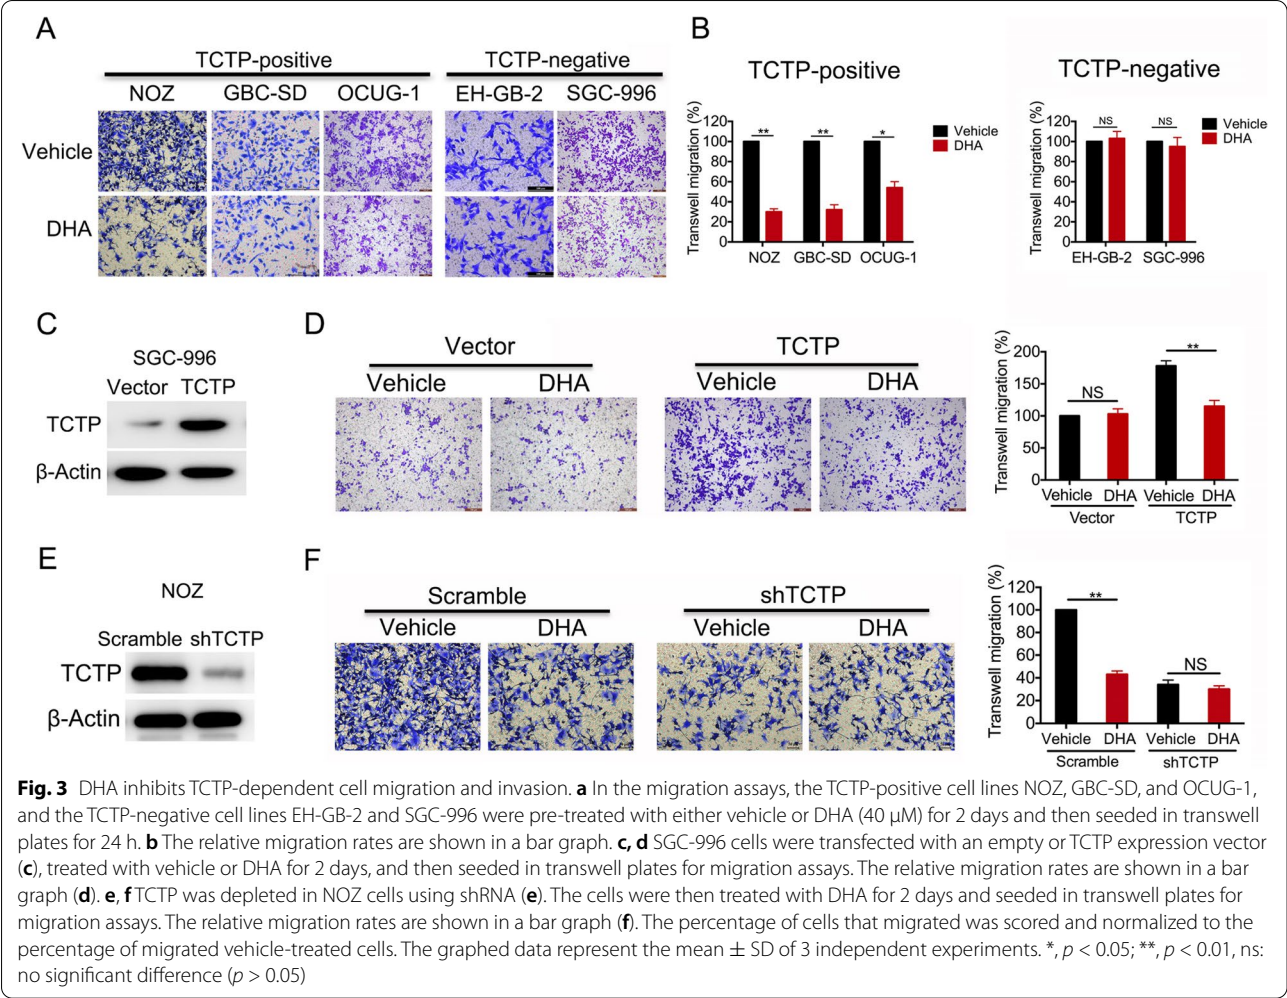 A
TCTP-positive TCTP-negative
NOZ GBC-SD OCUG-1 EH-GB-2 SGC-996
Vehicle
DHA
B
TCTP-positive
Transwell migration (%)
120
100
80
60
40
20
0
** ** *
Vehicle
DHA
NOZ GBC-SD OCUG-1
TCTP-negative
Transwell migration (%)
120
100
80
60
40
20
0
NS NS
Vehicle
DHA
EH-GB-2 SGC-996
C
SGC-996
Vector TCTP
TCTP
β-Actin
D
Vector TCTP
Vehicle DHA Vehicle DHA
Transwell migration (%)
200
150
100
50
0
NS **
Vehicle DHA Vehicle DHA
Vector TCTP
E
NOZ
Scramble shTCTP
TCTP
β-Actin
F
Scramble shTCTP
Vehicle DHA Vehicle DHA
Transwell migration (%)
120
100
80
60
40
20
0
** NS
Vehicle DHA Vehicle DHA
Scramble shTCTP
Fig. 3 DHA inhibits TCTP-dependent cell migration and invasion. a In the migration assays, the TCTP-positive cell lines NOZ, GBC-SD, and OCUG-1,
and the TCTP-negative cell lines EH-GB-2 and SGC-996 were pre-treated with either vehicle or DHA (40 μM) for 2 days and then seeded in transwell
plates for 24 h. b The relative migration rates are shown in a bar graph. c, d SGC-996 cells were transfected with an empty or TCTP expression vector
(c), treated with vehicle or DHA for 2 days, and then seeded in transwell plates for migration assays. The relative migration rates are shown in a bar
graph (d). e, f TCTP was depleted in NOZ cells using shRNA (e). The cells were then treated with DHA for 2 days and seeded in transwell plates for
migration assays. The relative migration rates are shown in a bar graph (f). The percentage of cells that migrated was scored and normalized to the
percentage of migrated vehicle-treated cells. The graphed data represent the mean ± SD of 3 independent experiments. *, p < 0.05; **, p < 0.01, ns:
no significant difference (p > 0.05)